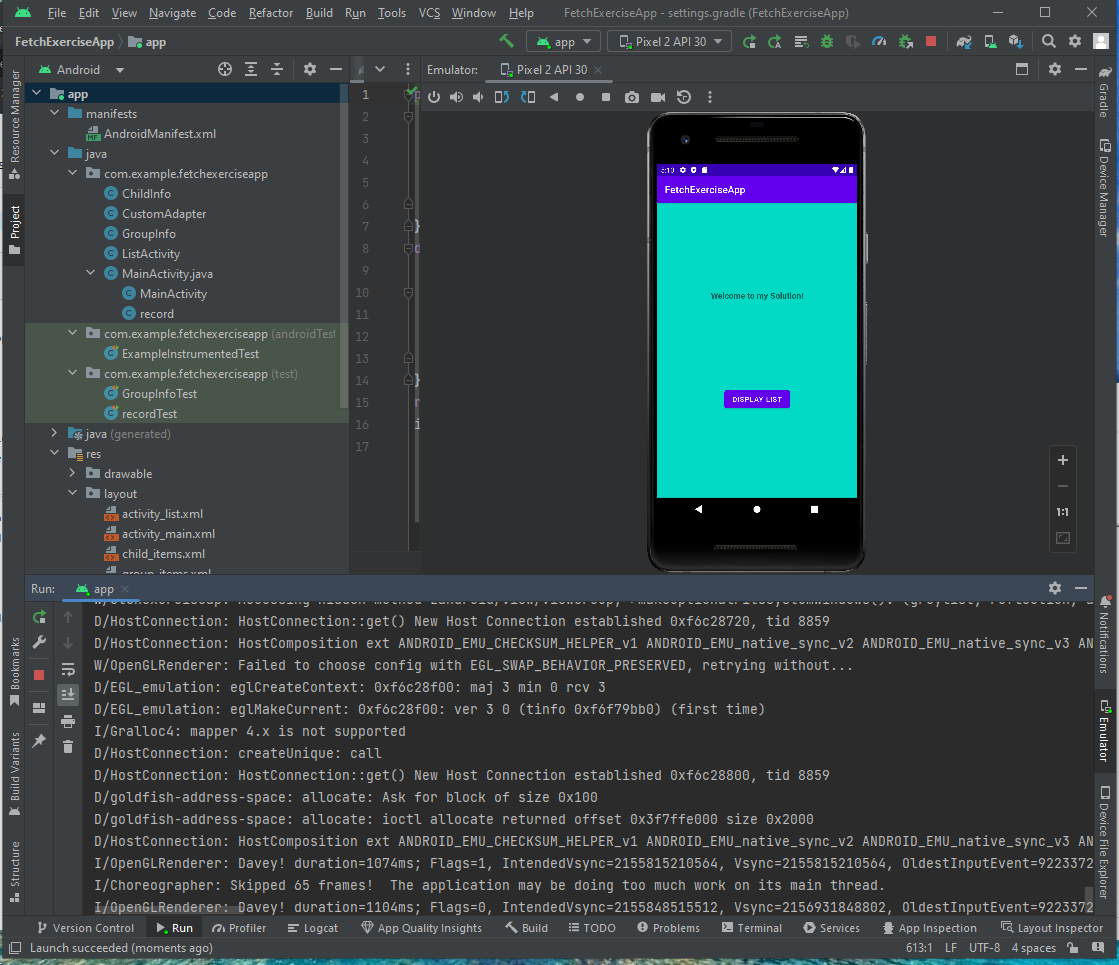 File Edit View Navigate Code Refactor Build Run Tools VCS Window Help FetchExerciseApp - settings.gradle (FetchExerciseApp)
FetchExerciseApp app app Pixel 2 API 30
Android Emulator: Pixel 2 API 30
Resource Manager
Project
Bookmarks
Build Variants
Structure
app
manifests
AndroidManifest.xml
java
com.example.fetchexerciseapp
ChildInfo
CustomAdapter
GroupInfo
ListActivity
MainActivity.java
MainActivity
record
com.example.fetchexerciseapp (androidTest
ExampleInstrumentedTest
com.example.fetchexerciseapp (test)
GroupInfoTest
recordTest
java (generated)
res
drawable
layout
activity_list.xml
activity_main.xml
child_items.xml
group_items.xml
1
2
3
4
5
6
7 }
8 d
9
10
11
12
13
14 }
15 r
16 i
17
FetchExerciseApp
Welcome to my Solution!
DISPLAY LIST
1:1
Gradle
Device Manager
Notifications
Emulator
Device File Explorer
Run: app
D/HostConnection: HostConnection::get() New Host Connection established 0xf6c28720, tid 8859
D/HostConnection: HostComposition ext ANDROID_EMU_CHECKSUM_HELPER_v1 ANDROID_EMU_native_sync_v2 ANDROID_EMU_native_sync_v3 AN
W/OpenGLRenderer: Failed to choose config with EGL_SWAP_BEHAVIOR_PRESERVED, retrying without...
D/EGL_emulation: eglCreateContext: 0xf6c28f00: maj 3 min 0 rcv 3
D/EGL_emulation: eglMakeCurrent: 0xf6c28f00: ver 3 0 (tinfo 0xf6f79bb0) (first time)
I/Gralloc4: mapper 4.x is not supported
D/HostConnection: createUnique: call
D/HostConnection: HostConnection::get() New Host Connection established 0xf6c28800, tid 8859
D/goldfish-address-space: allocate: Ask for block of size 0x100
D/goldfish-address-space: allocate: ioctl allocate returned offset 0x3f7ffe000 size 0x2000
D/HostConnection: HostComposition ext ANDROID_EMU_CHECKSUM_HELPER_v1 ANDROID_EMU_native_sync_v2 ANDROID_EMU_native_sync_v3 AN
I/OpenGLRenderer: Davey! duration=1074ms; Flags=1, IntendedVsync=2155815210564, Vsync=2155815210564, OldestInputEvent=9223372
I/Choreographer: Skipped 65 frames!  The application may be doing too much work on its main thread.
I/OpenGLRenderer: Davey! duration=1104ms; Flags=0, IntendedVsync=2155848515512, Vsync=2156931848802, OldestInputEvent=9223372
Version Control Run Profiler Logcat App Quality Insights Build TODO Problems Terminal Services App Inspection Layout Inspector
Launch succeeded (moments ago) 613:1 LF UTF-8 4 spaces